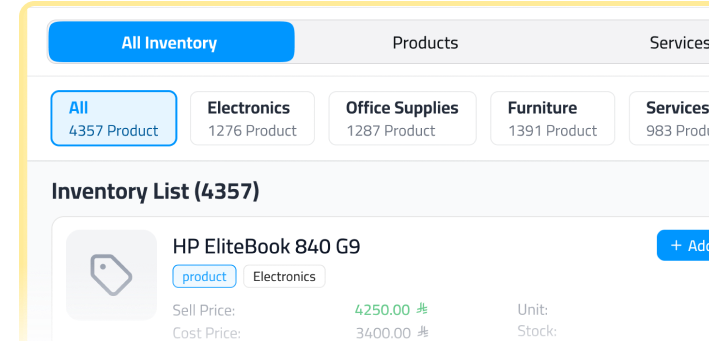 All Inventory Products Services
All Electronics Office Supplies Furniture Services
4357 Product 1276 Product 1287 Product 1391 Product 983
Inventory List (4357)
HP EliteBook 840 G9
+
product Electronics
Sell Price: 4250.00 Unit:
Cost Price: 3400.00 Stock: